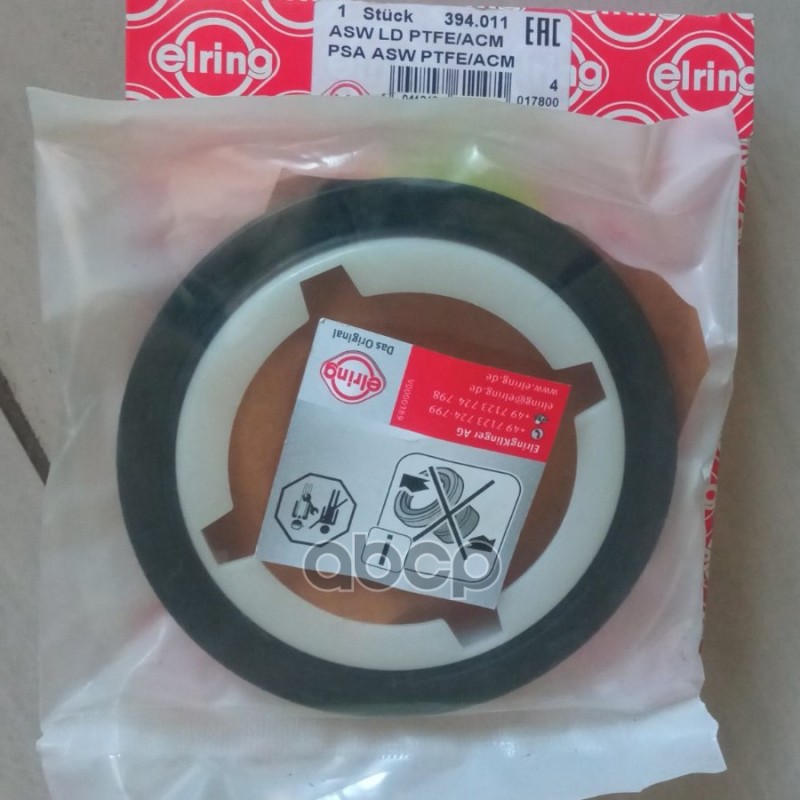 1 Stück 394.011
ASW LD PTFE/ACM
PSA ASW PTFE/ACM
EAC
4
017800
elring
elring
Das Original
elring
V0000189
ElringKlinger AG
+49 7123 724-799
+49 7123 724-798
elring@elring.de
www.elring.de
i
abcp